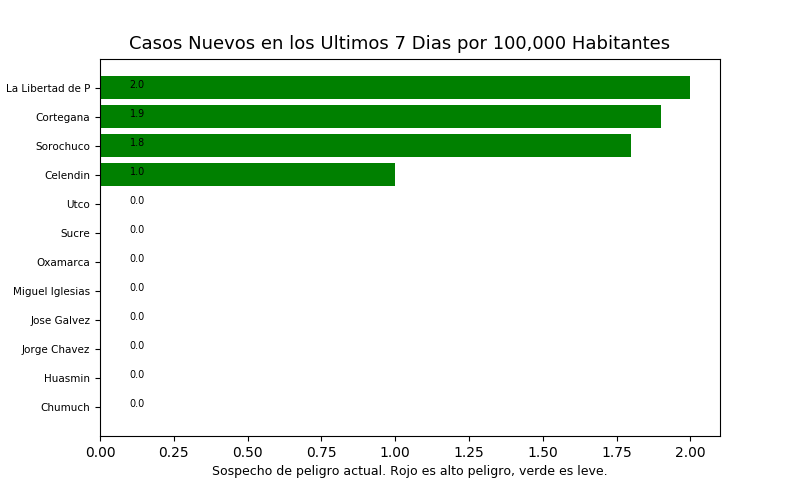 Casos Nuevos en los Ultimos 7 Dias por 100,000 Habitantes
La Libertad de P 2.0
Cortegana 1.9
Sorochuco 1.8
Celendin 1.0
Utco 0.0
Sucre 0.0
Oxamarca 0.0
Miguel Iglesias 0.0
Jose Galvez 0.0
Jorge Chavez 0.0
Huasmin 0.0
Chumuch 0.0
0.00 0.25 0.50 0.75 1.00 1.25 1.50 1.75 2.00
Sospecho de peligro actual. Rojo es alto peligro, verde es leve.